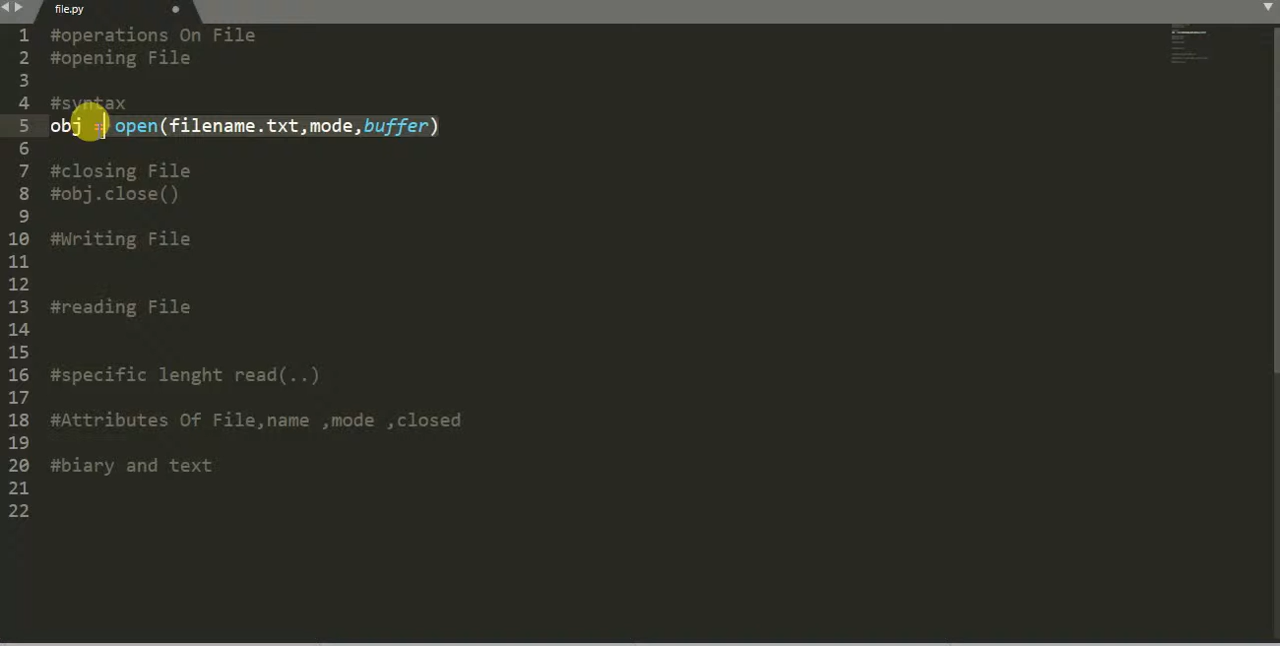 file.py
1 #operations On File
2 #opening File
3
4 #syntax
5 obj = open(filename.txt,mode,buffer)
6
7 #closing File
8 #obj.close()
9
10 #Writing File
11
12
13 #reading File
14
15
16 #specific lenght read(..)
17
18 #Attributes Of File,name ,mode ,closed
19
20 #biary and text
21
22